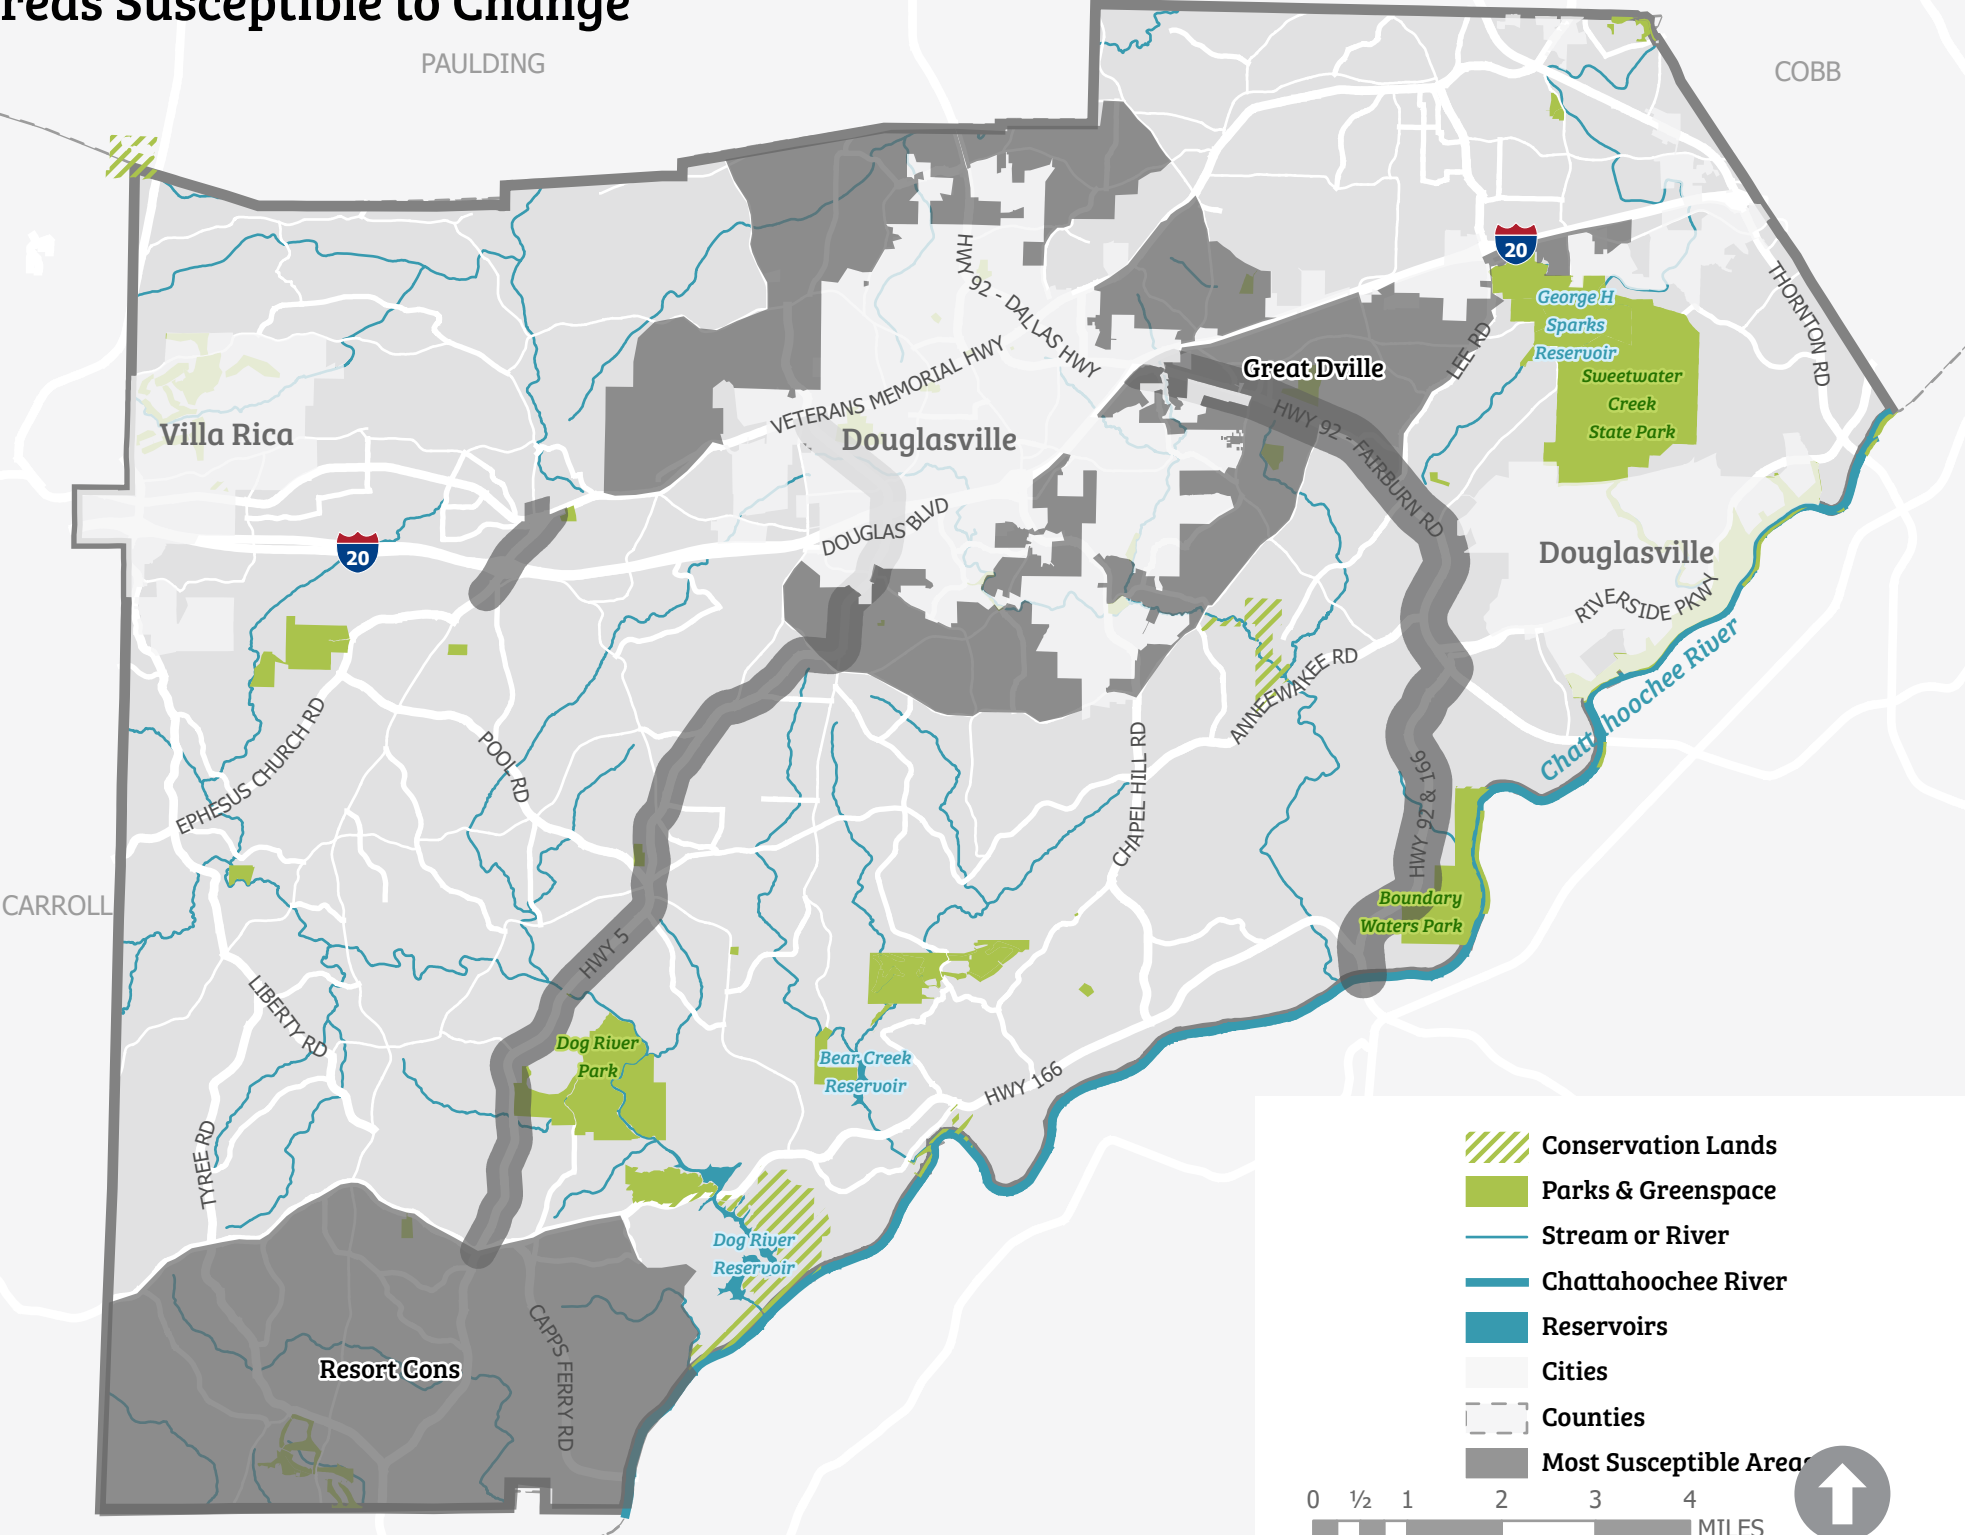 reas Susceptible to Change
PAULDING
COBB
HWY 92 - DALLAS HWY
20
George H
Sparks
Reservoir
THORNTON RD
LEE RD
Great Dville
Sweetwater
Creek
State Park
VETERANS MEMORIAL HWY
HWY 92 - FAIRBURN RD
Villa Rica
Douglasville
DOUGLAS BLVD
20
Douglasville
RIVERSIDE PKWY
Chattahoochee River
ANNEEWAKEE RD
EPHESUS CHURCH RD
POOL RD
CHAPEL HILL RD
HWY 92 & 166
CARROLL
Boundary
Waters Park
HWY 5
LIBERTY RD
Dog River
Park
Bear Creek
Reservoir
HWY 166
TYREE RD
Dog River
Reservoir
CAPPS FERRY RD
Resort Cons
Conservation Lands
Parks & Greenspace
Stream or River
Chattahoochee River
Reservoirs
Cities
Counties
Most Susceptible Areas
0 ½ 1 2 3 4
MILES